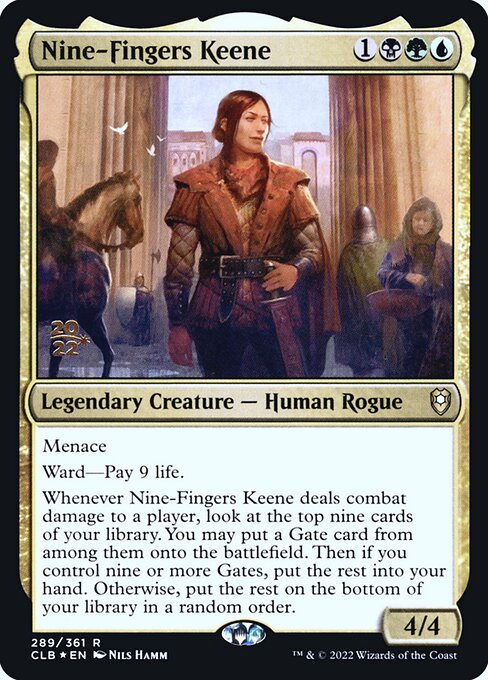 Nine-Fingers Keene 1
20
22
Legendary Creature — Human Rogue
Menace
Ward—Pay 9 life.
Whenever Nine-Fingers Keene deals combat
damage to a player, look at the top nine cards
of your library. You may put a Gate card from
among them onto the battlefield. Then if you
control nine or more Gates, put the rest into your
hand. Otherwise, put the rest on the bottom of
your library in a random order.
4/4
289/361 R
CLB ★ EN Nils Hamm
™ & © 2022 Wizards of the Coast